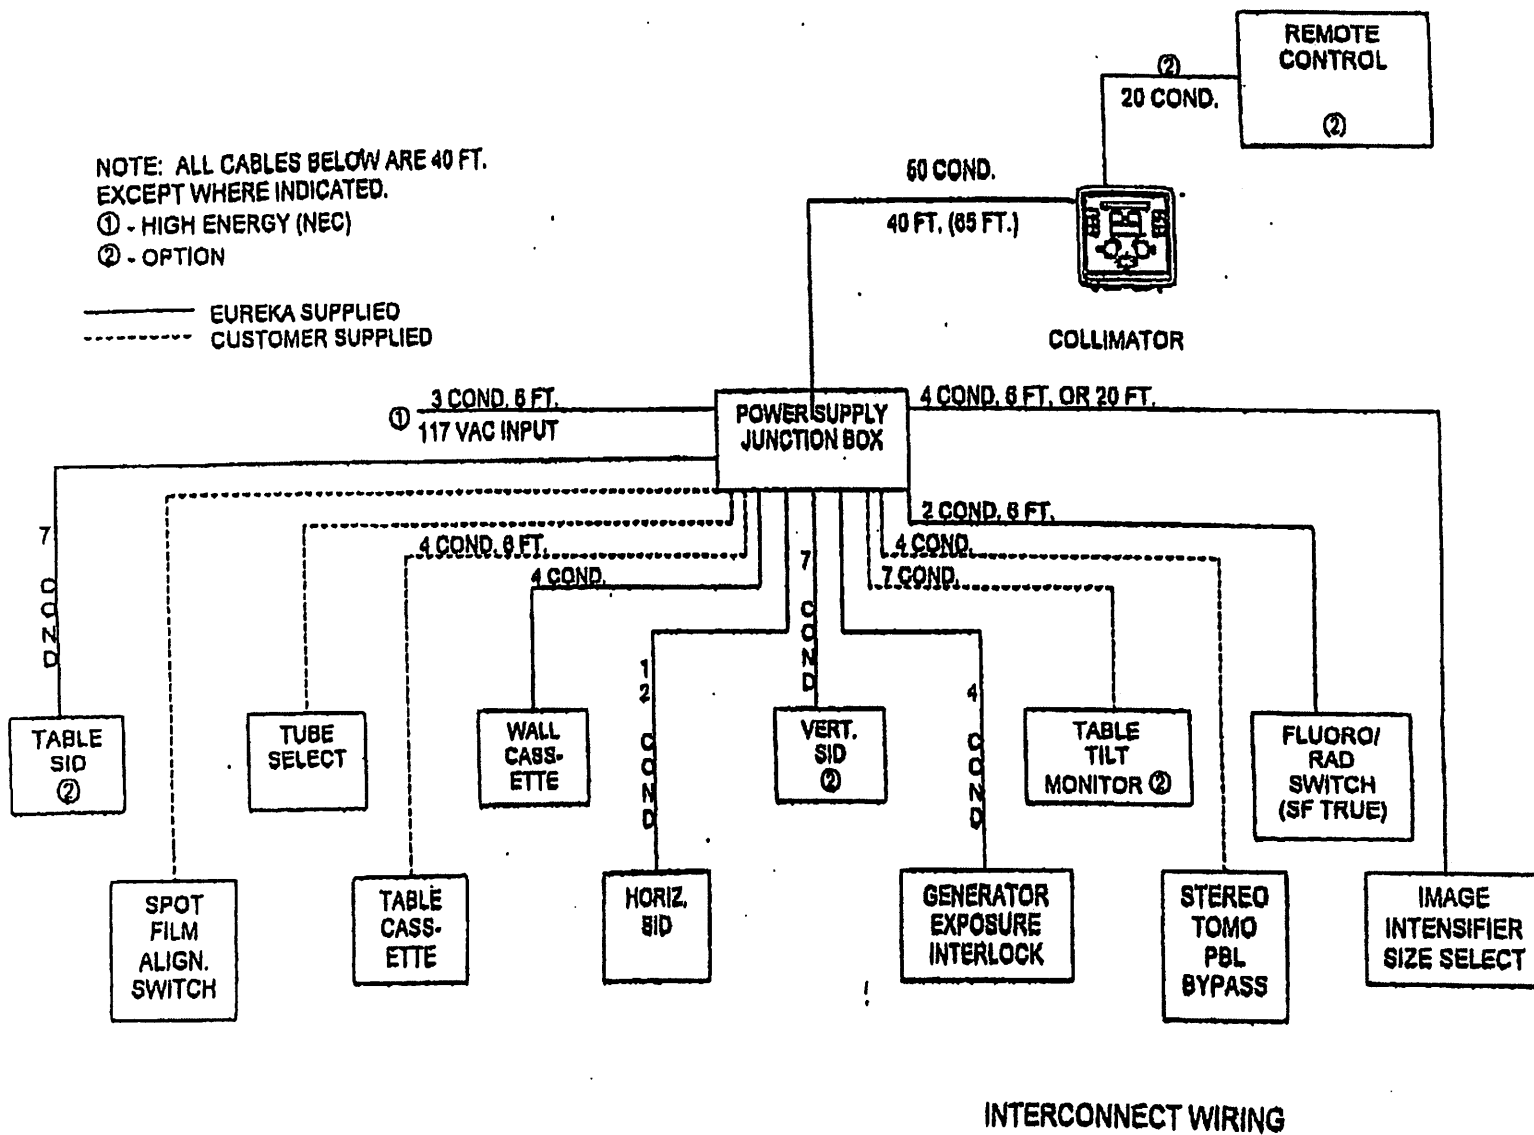 REMOTE
CONTROL
②
②
20 COND.
NOTE: ALL CABLES BELOW ARE 40 FT.
EXCEPT WHERE INDICATED.
① - HIGH ENERGY (NEC)
② - OPTION
EUREKA SUPPLIED
CUSTOMER SUPPLIED
50 COND.
40 FT. (65 FT.)
COLLIMATOR
3 COND. 6 FT.
① 117 VAC INPUT
POWER SUPPLY
JUNCTION BOX
4 COND. 6 FT. OR 20 FT.
2 COND. 6 FT.
4 COND. 6 FT.
4 COND.
4 COND.
7 COND.
7 COND
7 COND
12 COND
4 COND
TABLE
SID
②
TUBE
SELECT
WALL
CASS-
ETTE
VERT.
SID
②
TABLE
TILT
MONITOR ②
FLUORO/
RAD
SWITCH
(SF TRUE)
SPOT
FILM
ALIGN.
SWITCH
TABLE
CASS-
ETTE
HORIZ.
SID
GENERATOR
EXPOSURE
INTERLOCK
STEREO
TOMO
PBL
BYPASS
IMAGE
INTENSIFIER
SIZE SELECT
INTERCONNECT WIRING